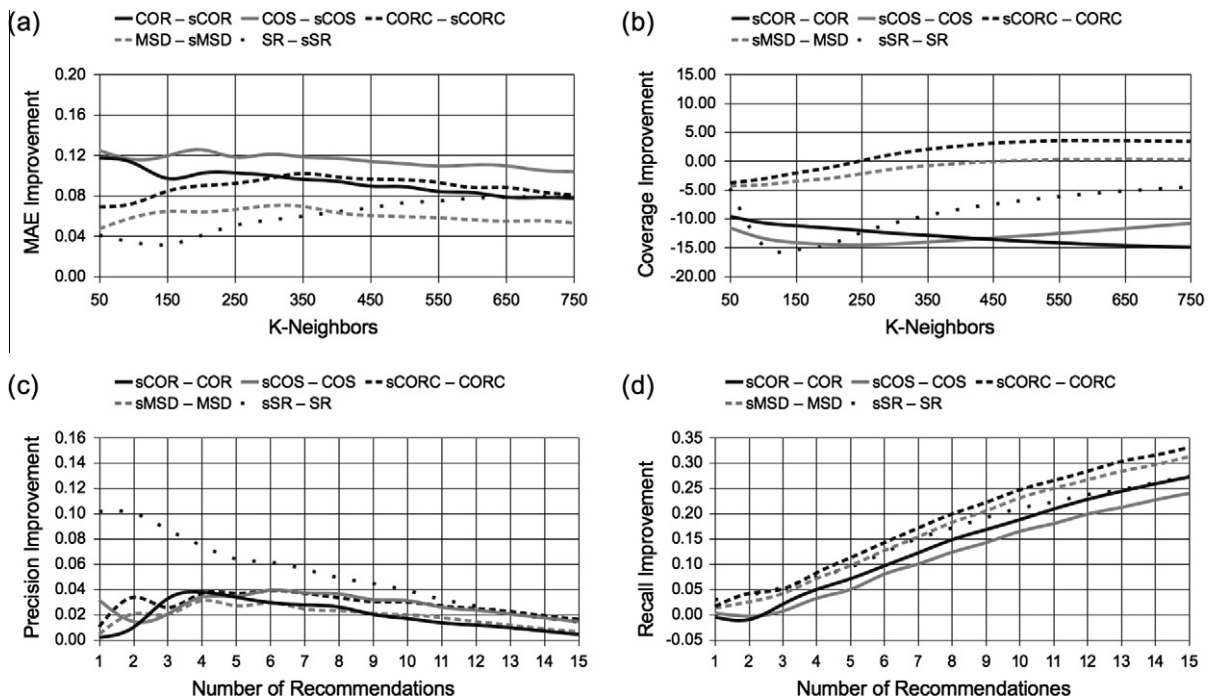 (a)
COR – sCOR COS – sCOS CORC – sCORC
MSD – sMSD SR – sSR
MAE Improvement
0.20
0.16
0.12
0.08
0.04
0.00
50 150 250 350 450 550 650 750
K-Neighbors
(b)
sCOR – COR sCOS – COS sCORC – CORC
sMSD – MSD sSR – SR
Coverage Improvement
15.00
10.00
5.00
0.00
-5.00
-10.00
-15.00
-20.00
50 150 250 350 450 550 650 750
K-Neighbors
(c)
sCOR – COR sCOS – COS sCORC – CORC
sMSD – MSD sSR – SR
Precision Improvement
0.16
0.14
0.12
0.10
0.08
0.06
0.04
0.02
0.00
1 2 3 4 5 6 7 8 9 10 11 12 13 14 15
Number of Recommendationes
(d)
sCOR – COR sCOS – COS sCORC – CORC
sMSD – MSD sSR – SR
Recall Improvement
0.35
0.30
0.25
0.20
0.15
0.10
0.05
0.00
-0.05
1 2 3 4 5 6 7 8 9 10 11 12 13 14 15
Number of Recommendationes